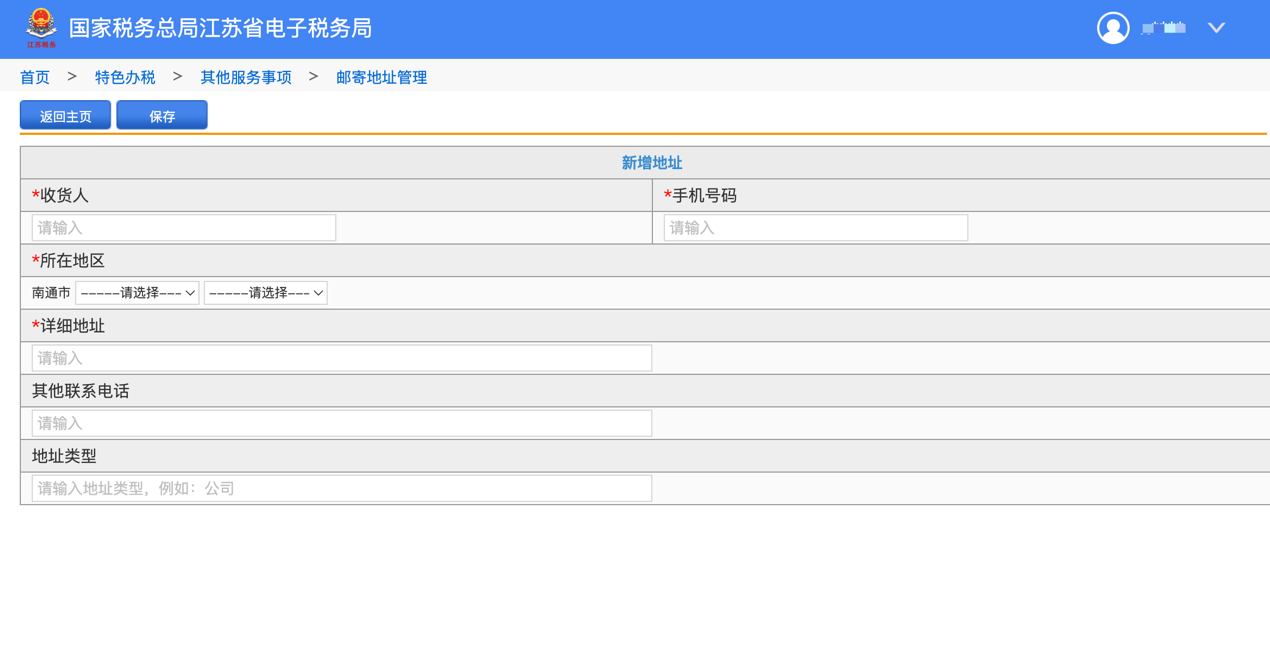 江苏税务
国家税务总局江苏省电子税务局
首页 > 特色办税 > 其他服务事项 > 邮寄地址管理
返回主页 保存
新增地址
*收货人 *手机号码
请输入 请输入
*所在地区
南通市 -----请选择--- -----请选择---
*详细地址
请输入
其他联系电话
请输入
地址类型
请输入地址类型，例如：公司